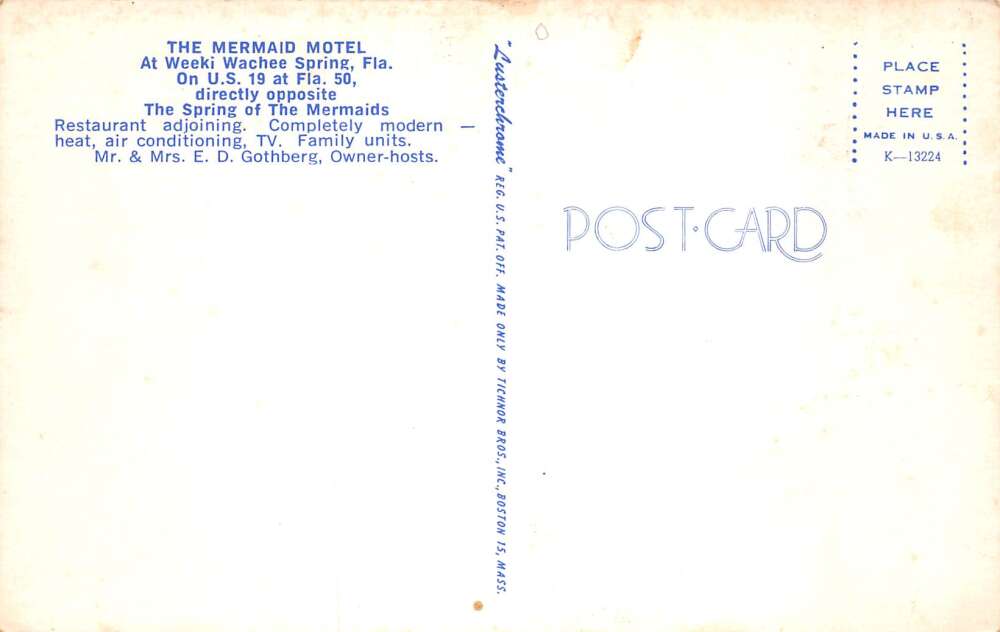 THE MERMAID MOTEL
At Weeki Wachee Spring, Fla.
On U.S. 19 at Fla. 50,
directly opposite
The Spring of The Mermaids
Restaurant adjoining. Completely modern —
heat, air conditioning, TV. Family units.
Mr. & Mrs. E. D. Gothberg, Owner-hosts.
"Lusterchrome" REG. U.S. PAT. OFF. MADE ONLY BY TICHNOR BROS., INC., BOSTON 15, MASS.
PLACE
STAMP
HERE
MADE IN U.S.A.
K—13224
POST·CARD